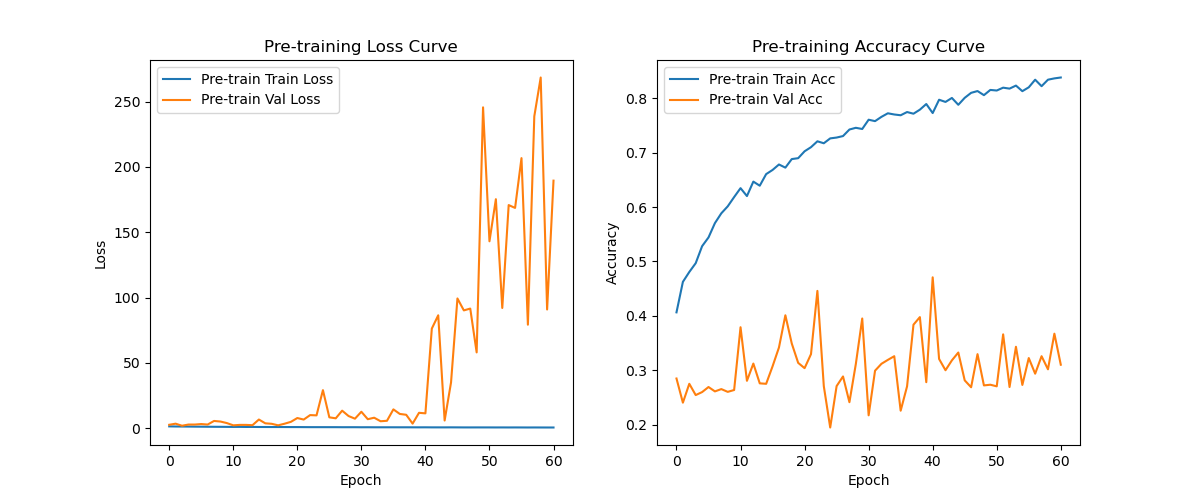 Pre-training Loss Curve
Pre-train Train Loss
Pre-train Val Loss
Loss
250
200
150
100
50
0
0 10 20 30 40 50 60
Epoch
Pre-training Accuracy Curve
Pre-train Train Acc
Pre-train Val Acc
Accuracy
0.8
0.7
0.6
0.5
0.4
0.3
0.2
0 10 20 30 40 50 60
Epoch